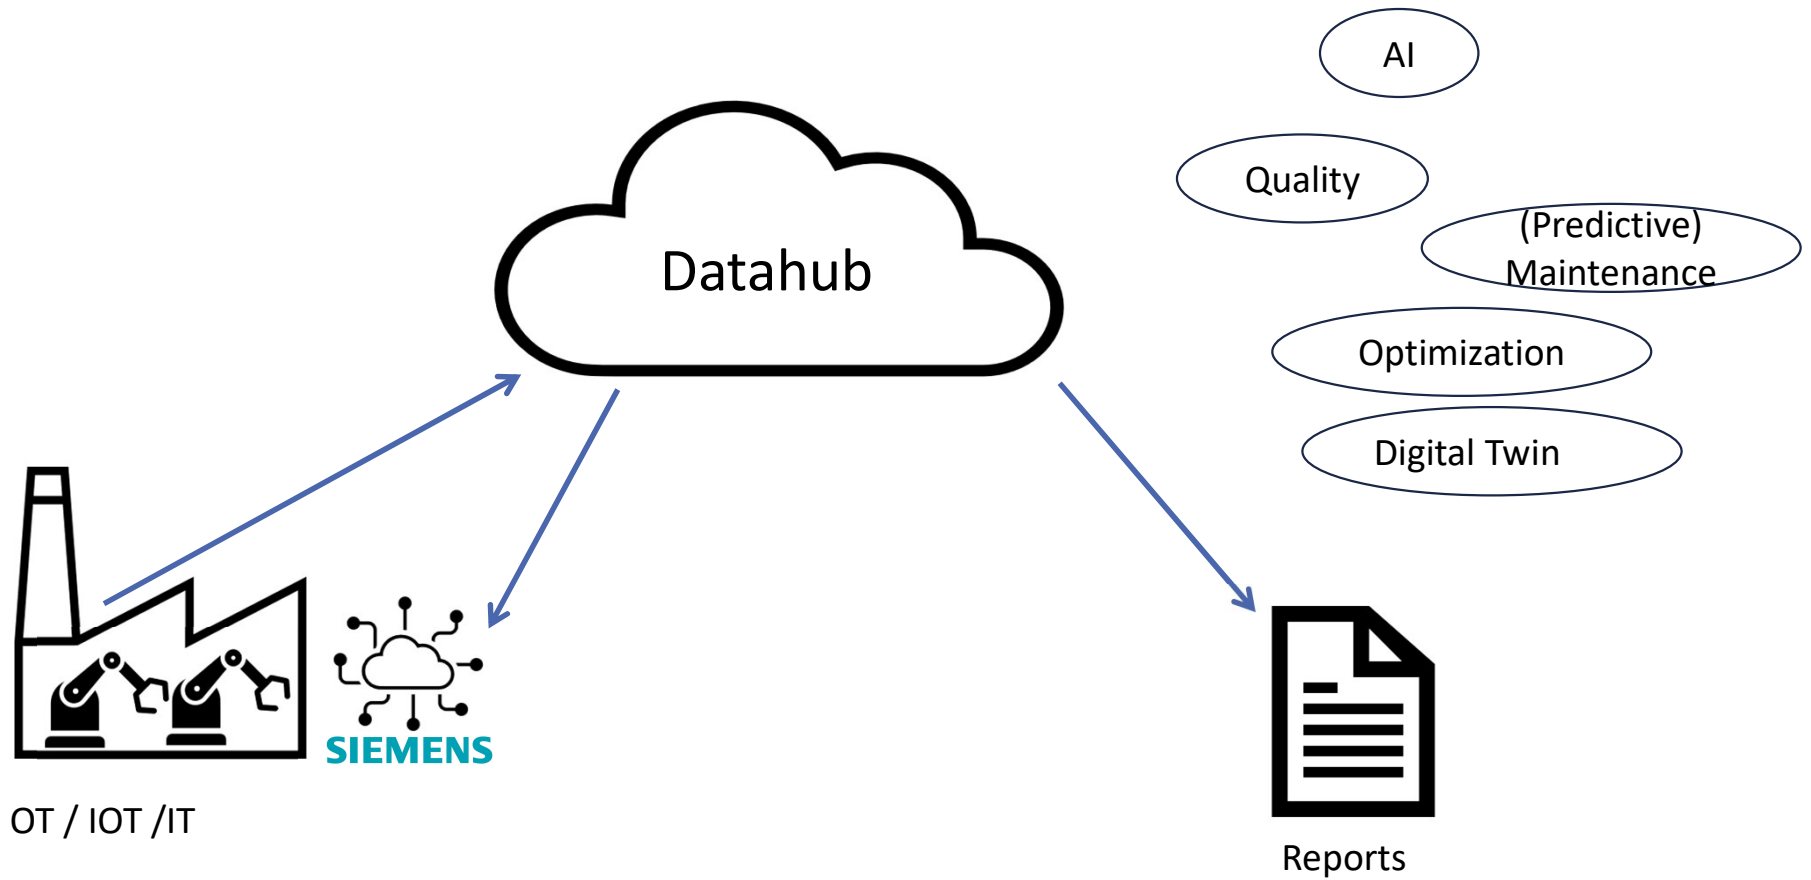 AI
Quality
(Predictive)
Maintenance
Datahub
Optimization
Digital Twin
SIEMENS
OT / IOT /IT
Reports